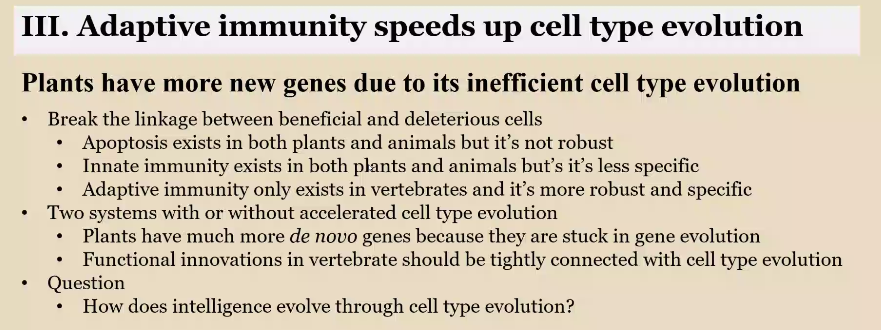 III. Adaptive immunity speeds up cell type evolution
Plants have more new genes due to its inefficient cell type evolution
• Break the linkage between beneficial and deleterious cells
• Apoptosis exists in both plants and animals but it's not robust
• Innate immunity exists in both plants and animals but's it's less specific
• Adaptive immunity only exists in vertebrates and it's more robust and specific
• Two systems with or without accelerated cell type evolution
• Plants have much more de novo genes because they are stuck in gene evolution
• Functional innovations in vertebrate should be tightly connected with cell type evolution
• Question
• How does intelligence evolve through cell type evolution?